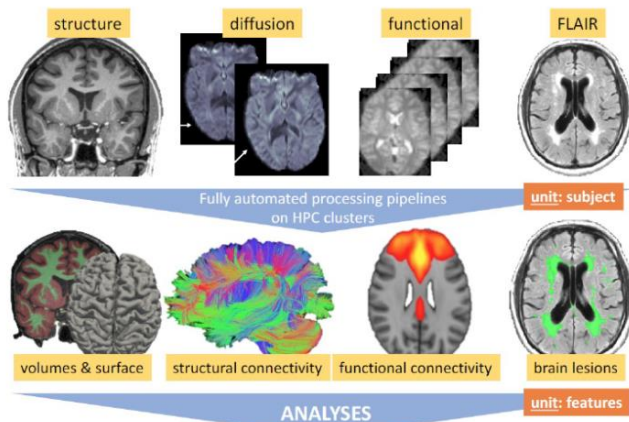 structure
diffusion
functional
FLAIR
Fully automated processing pipelines
on HPC clusters
unit: subject
volumes & surface
structural connectivity
functional connectivity
brain lesions
unit: features
ANALYSES